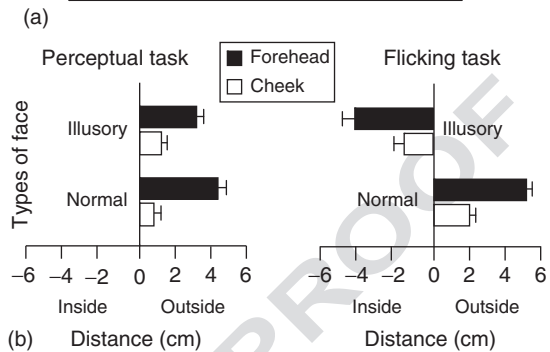 (a)
Perceptual task
Forehead
Cheek
Flicking task
Types of face
Illusory
Normal
−6 −4 −2 0 2 4 6
Inside Outside
Distance (cm)
Illusory
Normal
−6 −4 −2 0 2 4 6
Inside Outside
Distance (cm)
(b)
PROOF